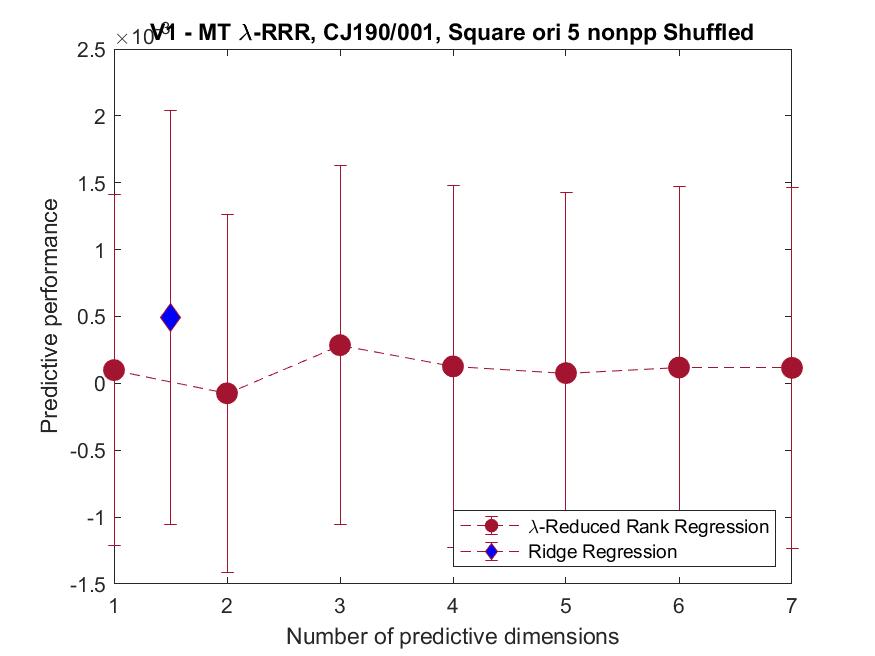 ×10
V1 - MT λ-RRR, CJ190/001, Square ori 5 nonpp Shuffled
2.5
2
1.5
1
0.5
0
-0.5
-1
-1.5
Predictive performance
λ-Reduced Rank Regression
Ridge Regression
1 2 3 4 5 6 7
Number of predictive dimensions